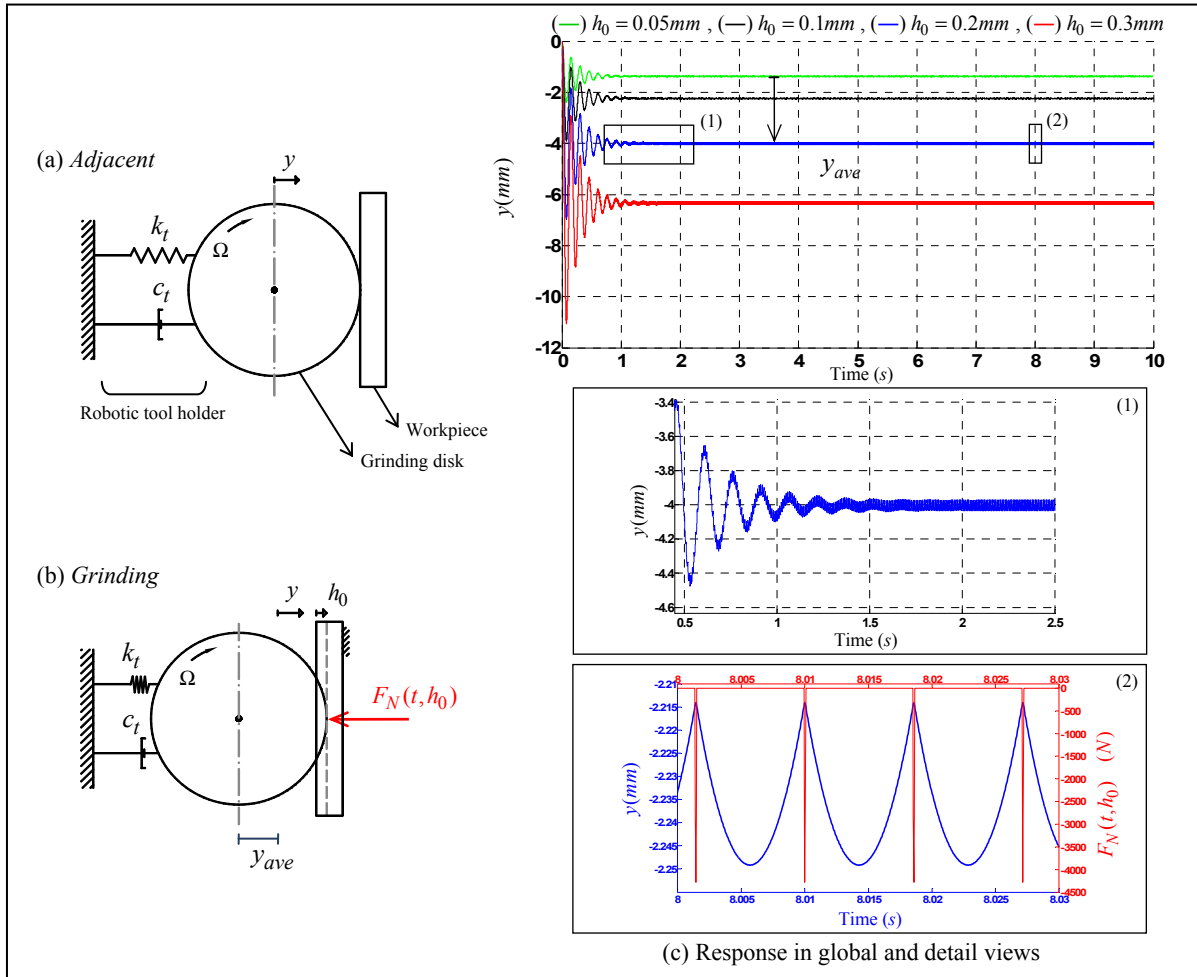 (a) Adjacent
y
k_t
Ω
c_t
Robotic tool holder
Workpiece
Grinding disk
(b) Grinding
y
h_0
k_t
Ω
F_N(t, h_0)
c_t
y_ave
(—) h_0 = 0.05mm , (—) h_0 = 0.1mm , (—) h_0 = 0.2mm , (—) h_0 = 0.3mm
0
-2
-4
-6
-8
-10
-12
y(mm)
(1)
(2)
y_ave
0 1 2 3 4 5 6 7 8 9 10
Time (s)
(1)
-3.4
-3.6
-3.8
-4
-4.2
-4.4
-4.6
y(mm)
0.5 1 1.5 2 2.5
Time (s)
(2)
8 8.005 8.01 8.015 8.02 8.025 8.03
-2.21
-2.215
-2.22
-2.225
-2.23
-2.235
-2.24
-2.245
-2.25
y(mm)
0
-500
-1000
-1500
-2000
-2500
-3000
-3500
-4000
-4500
F_N(t, h_0) (N)
8 8.005 8.01 8.015 8.02 8.025 8.03
Time (s)
(c) Response in global and detail views